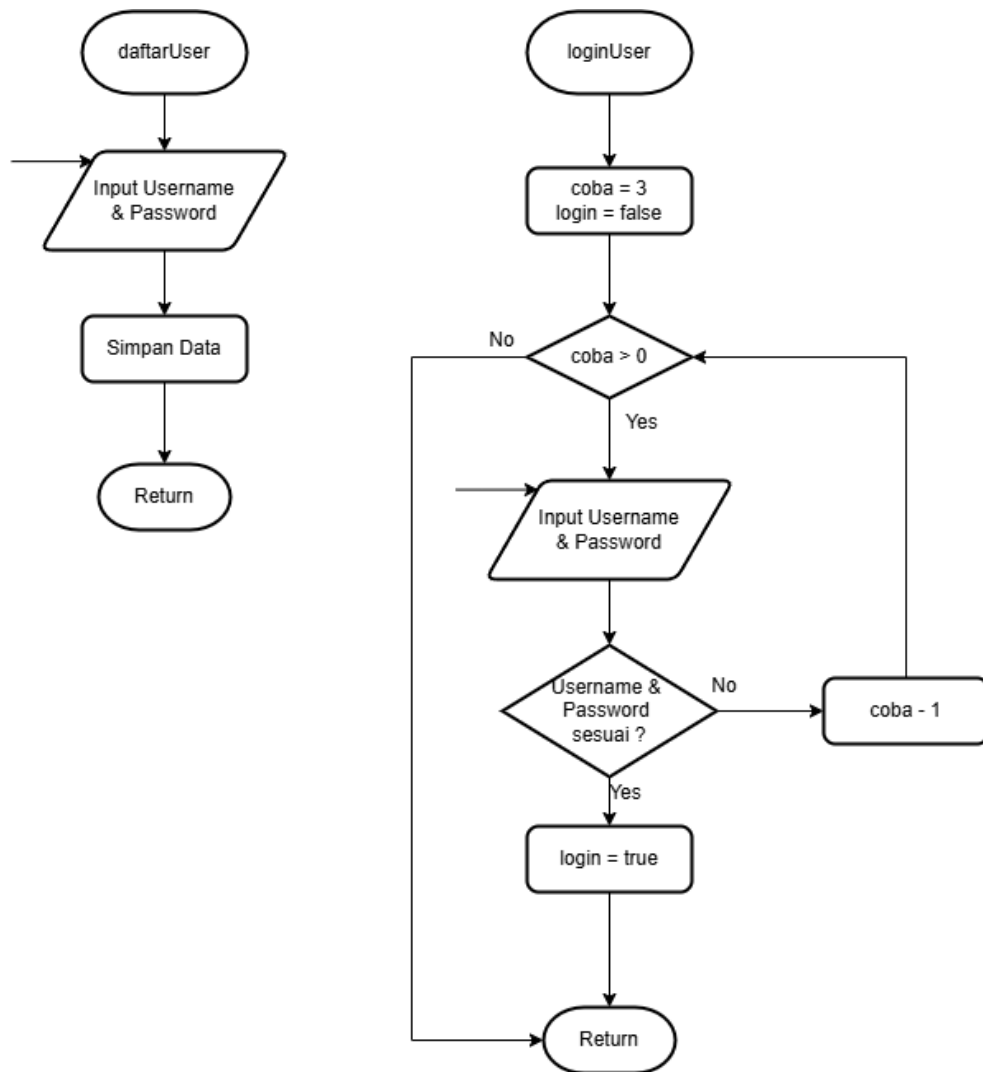 daftarUser
Input Username
& Password
Simpan Data
Return
loginUser
coba = 3
login = false
coba > 0
No
Yes
Input Username
& Password
Username &
Password
sesuai ?
No
coba - 1
Yes
login = true
Return